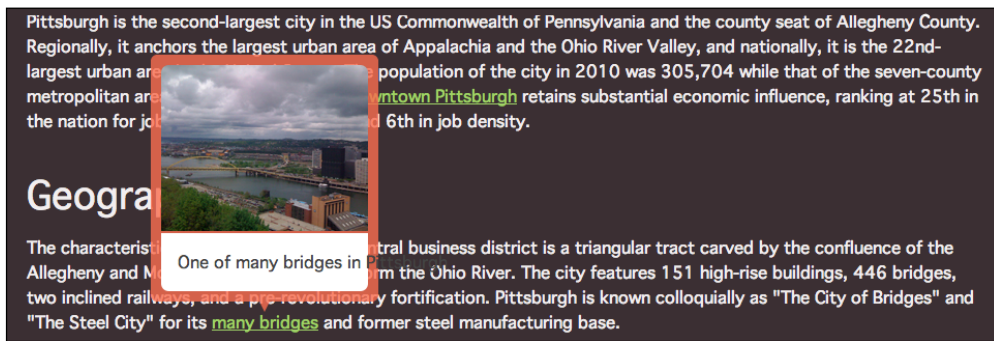 Pittsburgh is the second-largest city in the US Commonwealth of Pennsylvania and the county seat of Allegheny County.
Regionally, it anchors the largest urban area of Appalachia and the Ohio River Valley, and nationally, it is the 22nd-
largest urban population of the city in 2010 was 305,704 while that of the seven-county
metropolitan wntown Pittsburgh retains substantial economic influence, ranking at 25th in
the nation for 6th in job density.
Geogra
The ntral business district is a triangular tract carved by the confluence of the
One of many bridges in Pittsburgh
Allegheny and the Ohio River. The city features 151 high-rise buildings, 446 bridges,
two inclined railways, and a pre-revolutionary fortification. Pittsburgh is known colloquially as "The City of Bridges" and
"The Steel City" for its many bridges and former steel manufacturing base.